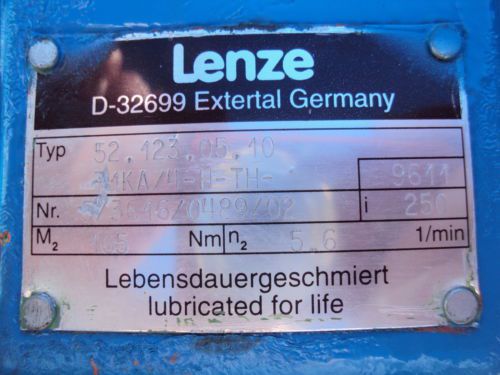 Lenze
D-32699 Extertal Germany
Typ 52.123.05.10
9611
Nr. i 250
M2 Nm n2 5.6 1/min
Lebensdauergeschmiert
lubricated for life